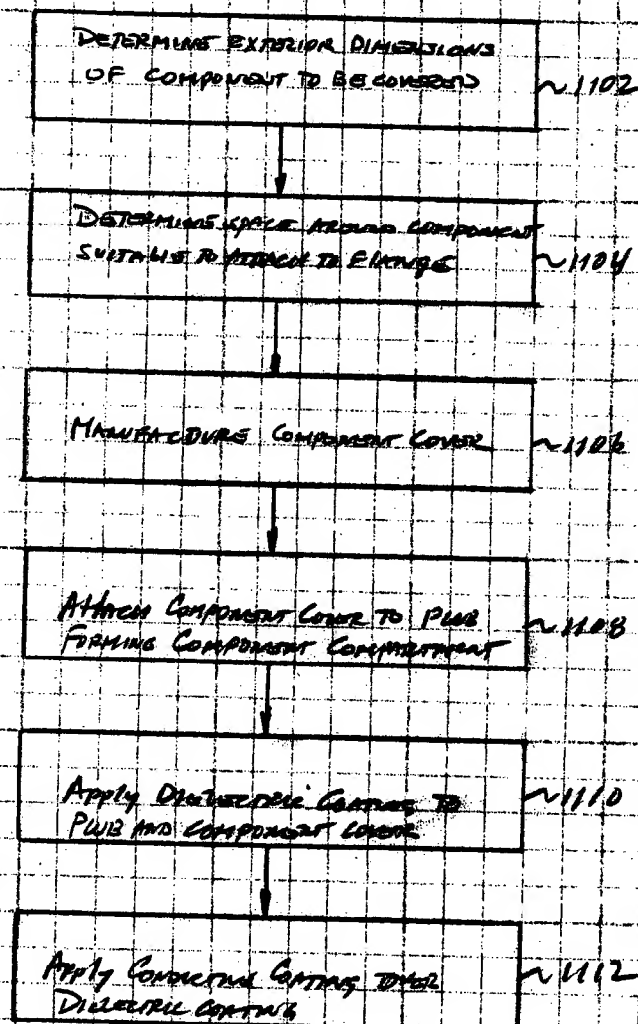 DETERMINE EXTERIOR DIMENSIONS
OF COMPONENT TO BE COVERED
~1102
DETERMINE SPACE AROUND COMPONENT
SUITABLE TO ATTACH TO FLANGE
~1104
MANUFACTURE COMPONENT COVER
~1106
Attach Component Cover To PWB
FORMING COMPONENT COMPARTMENT
~1108
Apply DIELECTRIC COATING TO
PWB AND COMPONENT COVER
~1110
Apply CONDUCTIVE COATING OVER
DIELECTRIC COATING
~1112